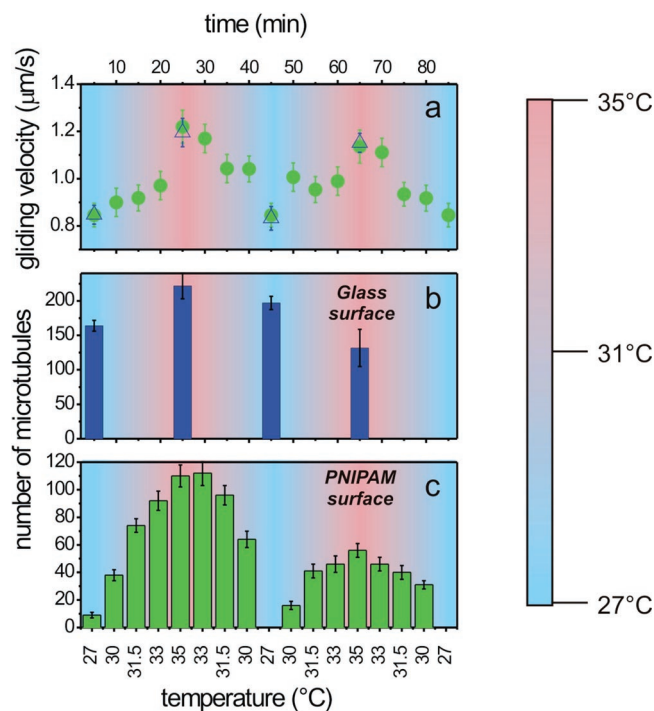 time (min)
10 20 30 40 50 60 70 80
gliding velocity (μm/s)
1.4
1.2
1.0
0.8
a
number of microtubules
200
150
100
50
0
Glass
surface
b
120
100
80
60
40
20
0
PNIPAM
surface
c
27 30 31.5 33 35 33 31.5 30 27 30 31.5 33 35 33 31.5 30 27
temperature (°C)
35°C
31°C
27°C